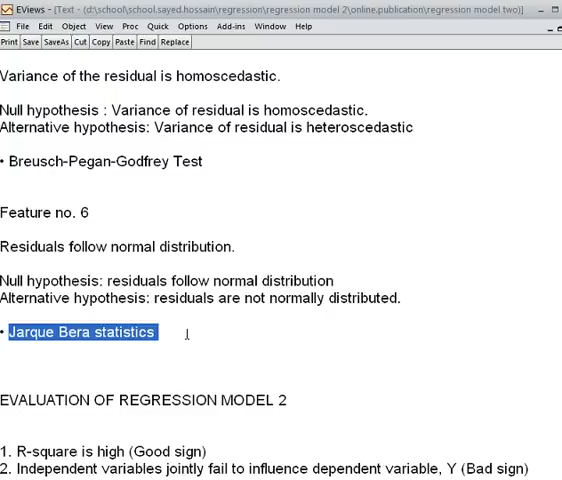 EViews - [Text - (d:\school\school.sayed.hossain\regression\regression model 2\online.publication\regression model two)]
File Edit Object View Proc Quick Options Add-ins Window Help
Print Save SaveAs Cut Copy Paste Find Replace
Variance of the residual is homoscedastic.
Null hypothesis : Variance of residual is homoscedastic.
Alternative hypothesis: Variance of residual is heteroscedastic
• Breusch-Pegan-Godfrey Test
Feature no. 6
Residuals follow normal distribution.
Null hypothesis: residuals follow normal distribution
Alternative hypothesis: residuals are not normally distributed.
• Jarque Bera statistics
EVALUATION OF REGRESSION MODEL 2
1. R-square is high (Good sign)
2. Independent variables jointly fail to influence dependent variable, Y (Bad sign)